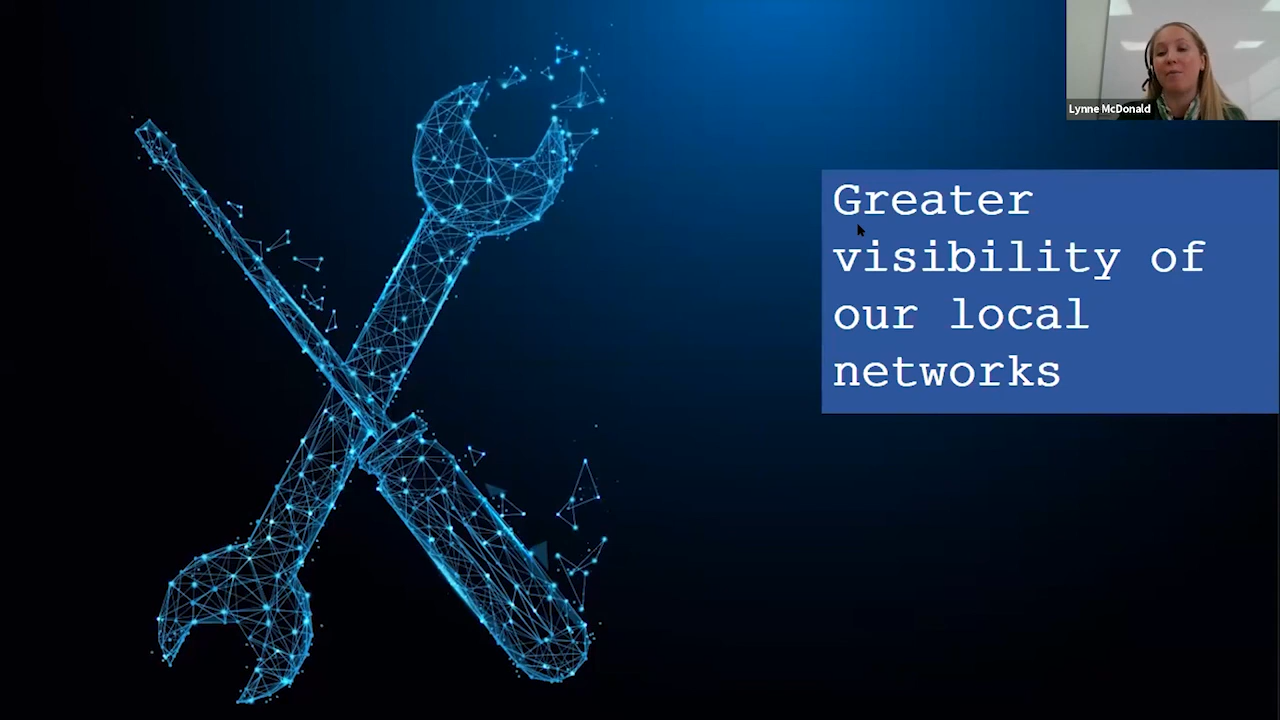 Lynne McDonald
Greater
visibility of
our local
networks